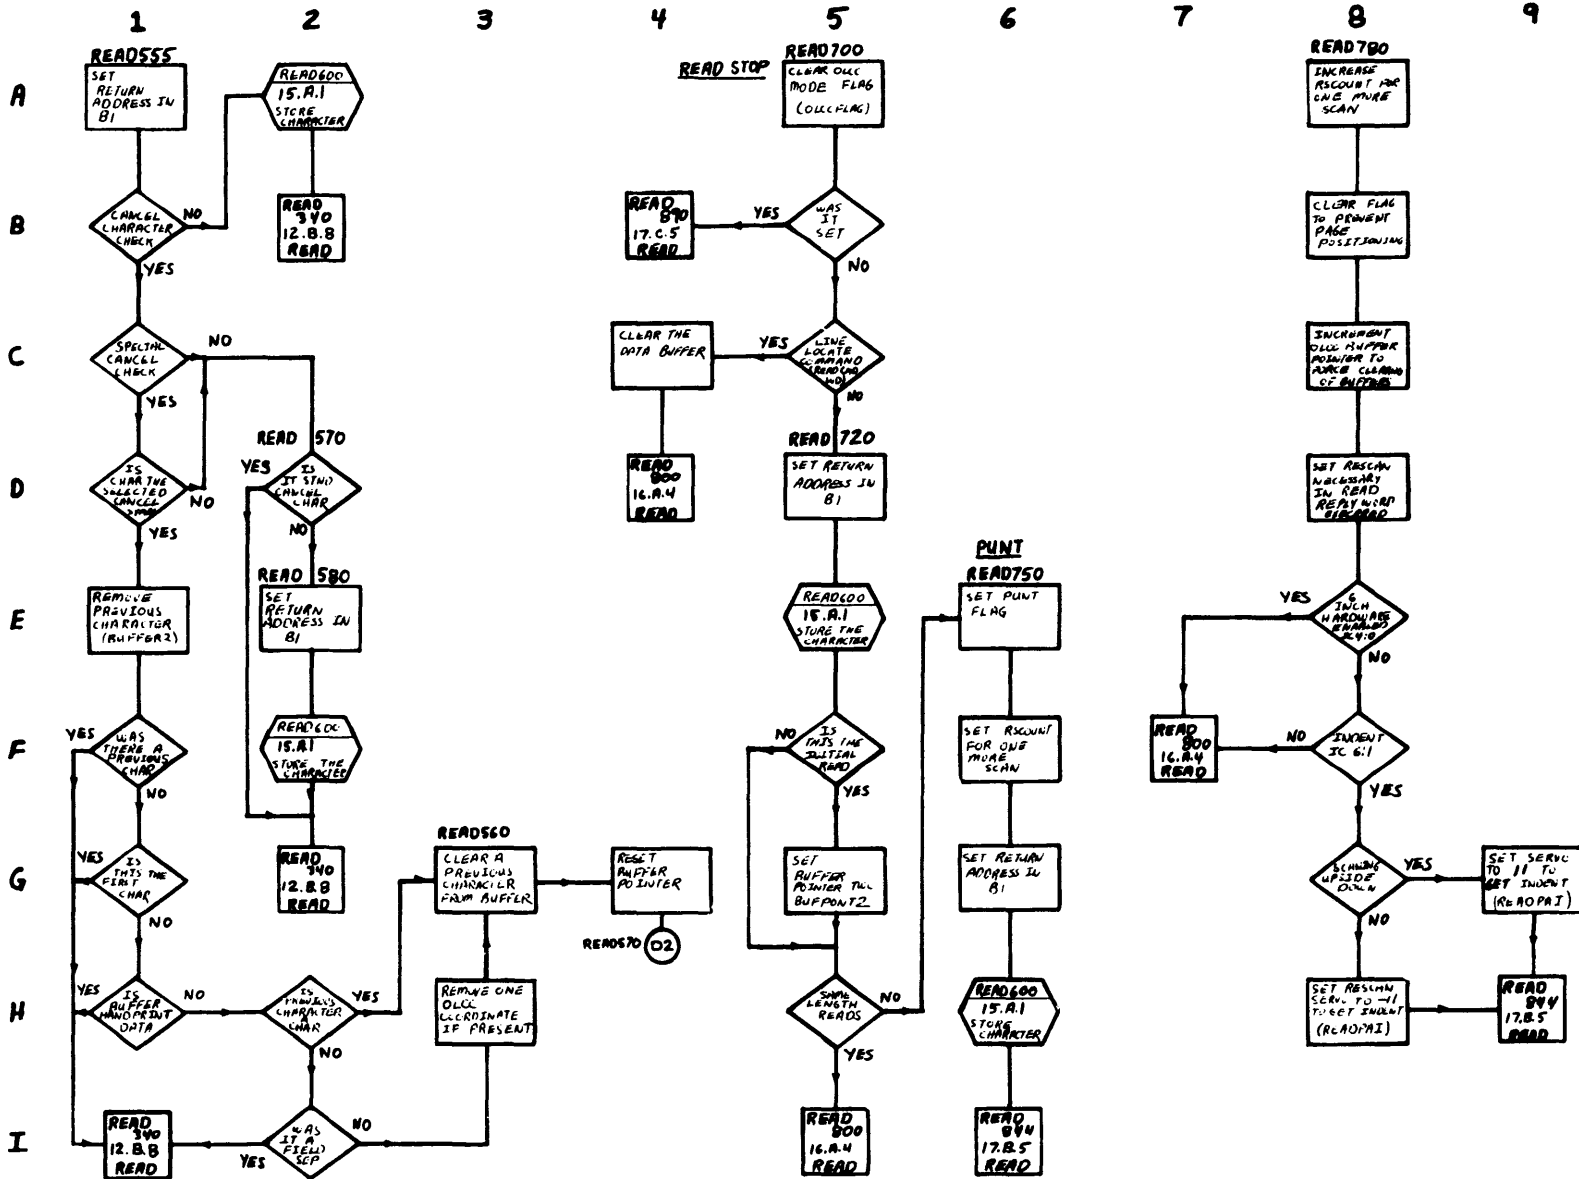 1 2 3 4 5 6 7 8 9
A
B
C
D
E
F
G
H
I
READ555
SET
RETURN
ADDRESS IN
B1
CANCEL
CHARACTER
CHECK
NO
YES
SPECIAL
CANCEL
CHECK
NO
YES
IS
CHAR THE
SELECTED
CANCEL
NO
YES
REMOVE
PREVIOUS
CHARACTER
(BUFFER2)
WAS
THERE A
PREVIOUS
CHAR
YES
NO
IS
THIS THE
FIRST
CHAR
YES
NO
IS
BUFFER
HANDPRINT
DATA
YES
NO
READ
340
12.B.8
READ
READ600
15.A.1
STORE
CHARACTER
READ
340
12.B.8
READ
READ 570
IS
IT STND
CANCEL
CHAR
YES
NO
READ 580
SET
RETURN
ADDRESS IN
B1
READ600
15.A1
STORE THE
CHARACTER
READ
340
12.B.8
READ
IS
PREVIOUS
CHARACTER
A
CHAR
YES
NO
WAS
IT A
FIELD
SEP
NO
YES
READ560
CLEAR A
PREVIOUS
CHARACTER
FROM BUFFER
REMOVE ONE
OLCC
COORDINATE
IF PRESENT
RESET
BUFFER
POINTER
READ570 D2
READ STOP
READ700
CLEAR OLCC
MODE FLAG
(OLCCFLAG)
WAS
IT
SET
YES
NO
READ
890
17.C.5
READ
LINE
LOCATE
COMMAND
YES
NO
CLEAR THE
DATA BUFFER
READ
800
16.A.4
READ
READ 720
SET RETURN
ADDRESS IN
B1
READ600
15.A.1
STORE THE
CHARACTER
IS
THIS THE
INITIAL
READ
NO
YES
SET
BUFFER
POINTER TO
BUFPONT2
SAME
LENGTH
READS
NO
YES
READ
800
16.A.4
READ
PUNT
READ750
SET PUNT
FLAG
SET RSCOUNT
FOR ONE
MORE
SCAN
SET RETURN
ADDRESS IN
B1
READ600
15.A.1
STORE
CHARACTER
READ
844
17.B.5
READ
READ780
INCREASE
RSCOUNT FOR
ONE MORE
SCAN
CLEAR FLAG
TO PREVENT
PAGE
POSITIONING
INCREMENT
OLCC BUFFER
POINTER TO
FORCE CLEARING
OF BUFFERS
SET RESCAN
NECESSARY
IN READ
REPLY WORD
6
INCH
HARDWARE
ENABLED
YES
NO
INDENT
IC 6:1
NO
YES
READ
800
16.A.4
READ
UPSIDE
DOWN
YES
NO
SET SERVO
TO 11 TO
GET INDENT
(READPAI)
SET RESCAN
SERVO TO -11
TO GET INDENT
(READPAI)
READ
844
17.B.5
READ